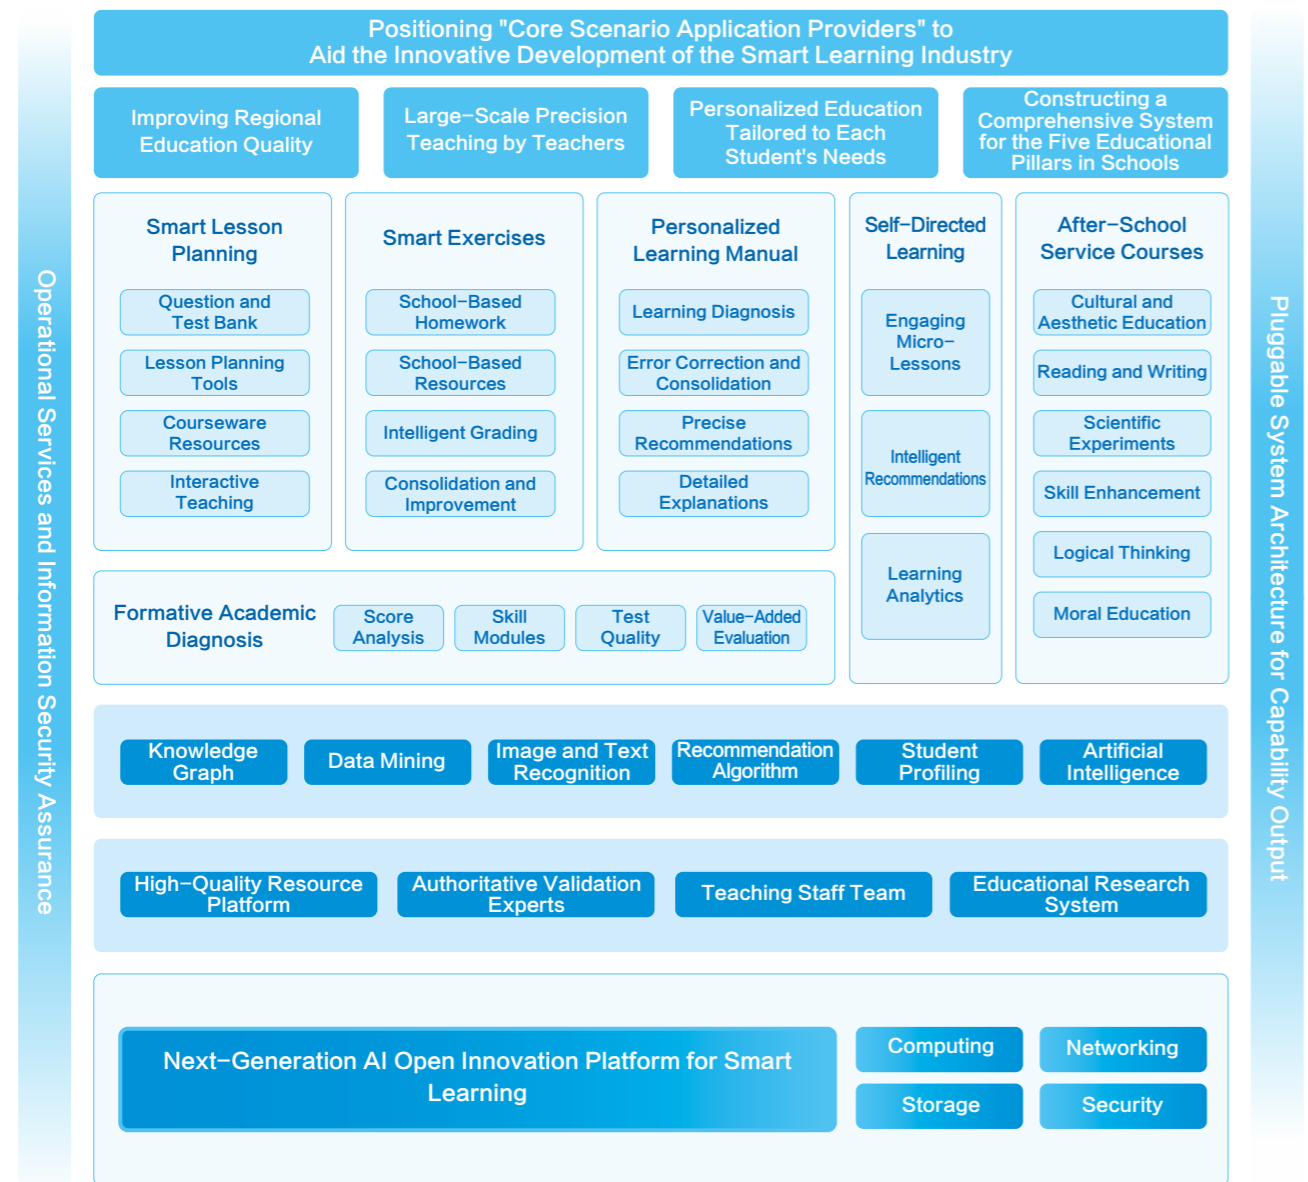 Positioning "Core Scenario Application Providers" to
Aid the Innovative Development of the Smart Learning Industry
Improving Regional
Education Quality
Large-Scale Precision
Teaching by Teachers
Personalized Education
Tailored to Each
Student's Needs
Constructing a
Comprehensive System
for the Five Educational
Pillars in Schools
Operational Services and Information Security Assurance
Smart Lesson
Planning
Question and
Test Bank
Lesson Planning
Tools
Courseware
Resources
Interactive
Teaching
Smart Exercises
School-Based
Homework
School-Based
Resources
Intelligent Grading
Consolidation and
Improvement
Personalized
Learning Manual
Learning Diagnosis
Error Correction and
Consolidation
Precise
Recommendations
Detailed
Explanations
Self-Directed
Learning
Engaging
Micro-
Lessons
Intelligent
Recommendations
Learning
Analytics
After-School
Service Courses
Cultural and
Aesthetic Education
Reading and Writing
Scientific
Experiments
Skill Enhancement
Logical Thinking
Moral Education
Formative Academic
Diagnosis
Score
Analysis
Skill
Modules
Test
Quality
Value-Added
Evaluation
Knowledge
Graph
Data Mining
Image and Text
Recognition
Recommendation
Algorithm
Student
Profiling
Artificial
Intelligence
High-Quality Resource
Platform
Authoritative Validation
Experts
Teaching Staff Team
Educational Research
System
Next-Generation AI Open Innovation Platform for Smart
Learning
Computing
Networking
Storage
Security
Pluggable System Architecture for Capability Output